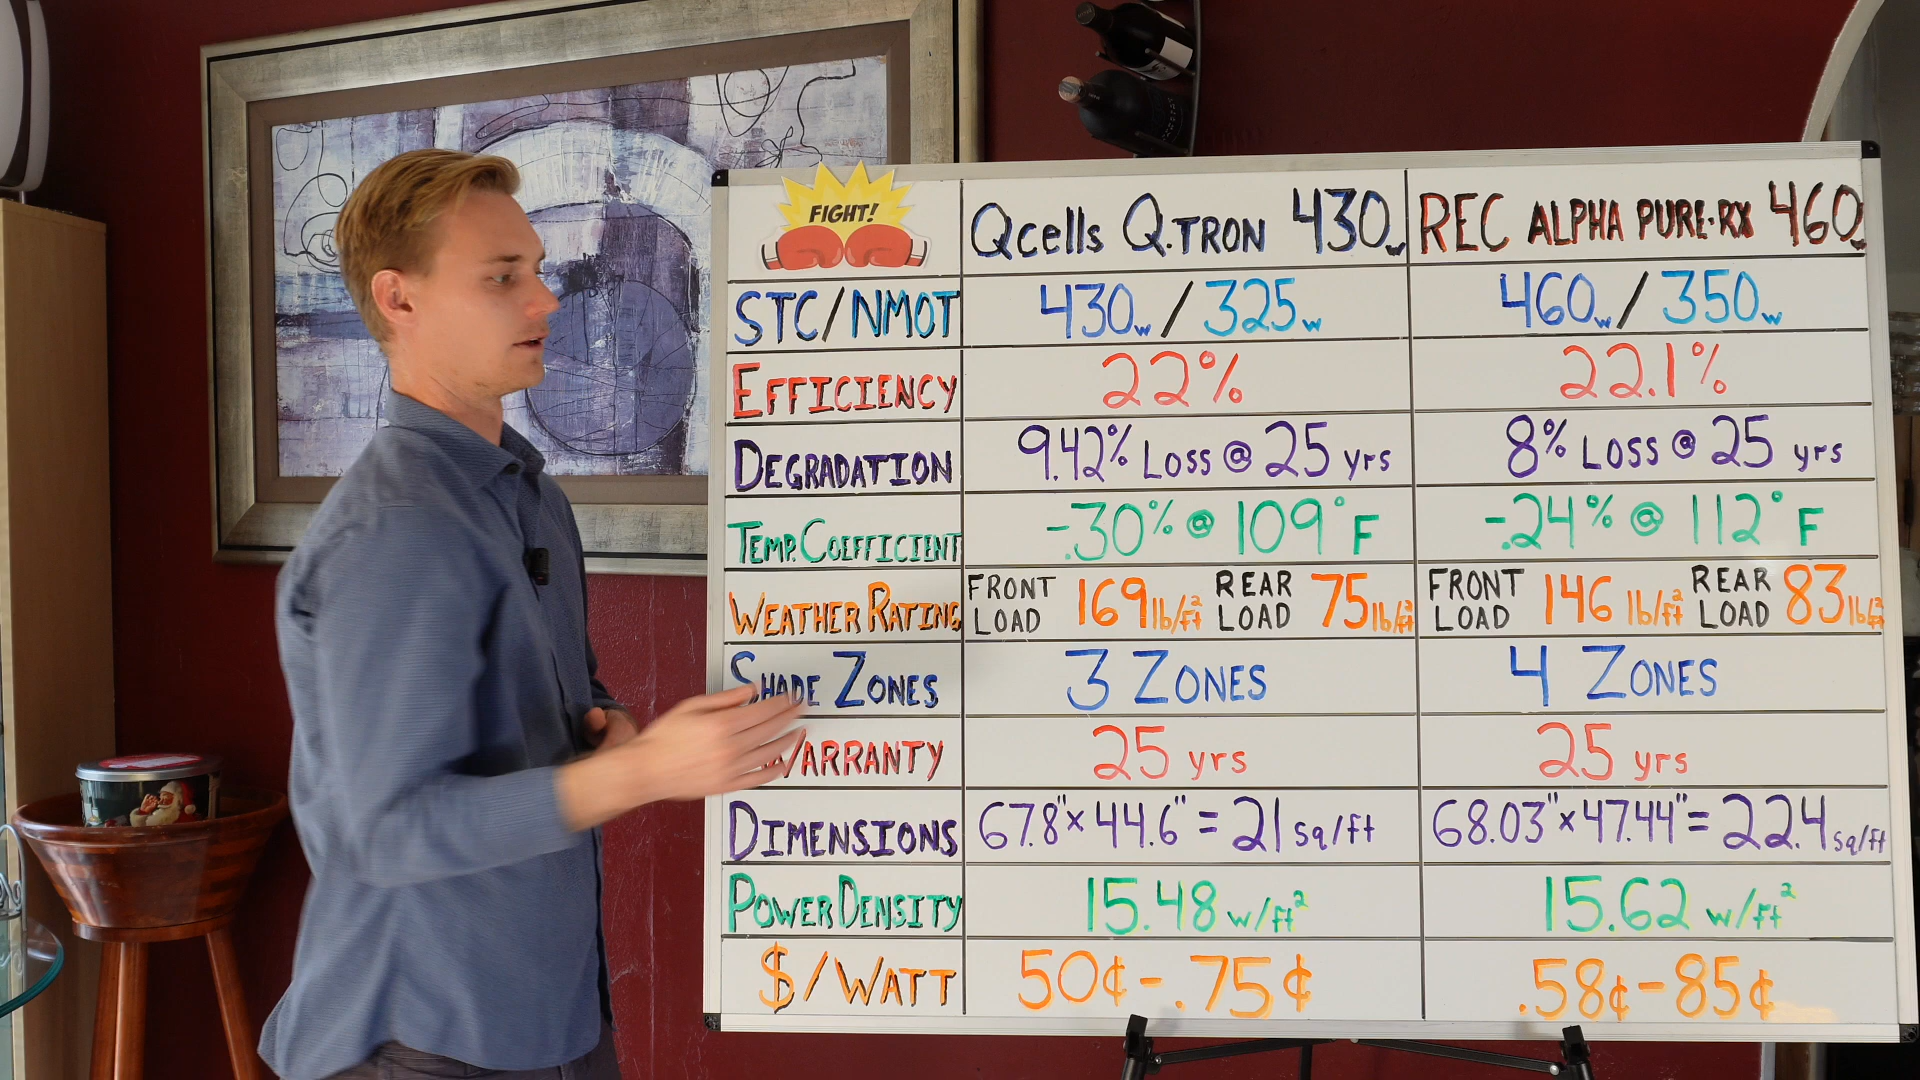 FIGHT!
Qcells Q.TRON 430w
REC ALPHA PURE-RX 460w
STC/NMOT
430w / 325w
460w / 350w
EFFICIENCY
22%
22.1%
DEGRADATION
9.42% LOSS @ 25 yrs
8% LOSS @ 25 yrs
TEMP. COEFFICIENT
-.30% @ 109°F
-.24% @ 112°F
WEATHER RATING
FRONT LOAD 169 lb/ft² REAR LOAD 75 lb/ft²
FRONT LOAD 146 lb/ft² REAR LOAD 83 lb/ft²
SHADE ZONES
3 ZONES
4 ZONES
WARRANTY
25 yrs
25 yrs
DIMENSIONS
67.8" x 44.6" = 21 sq/ft
68.03" x 47.44" = 22.4 sq/ft
POWER DENSITY
15.48 w/ft²
15.62 w/ft²
$/WATT
50¢ - .75¢
.58¢ - 85¢